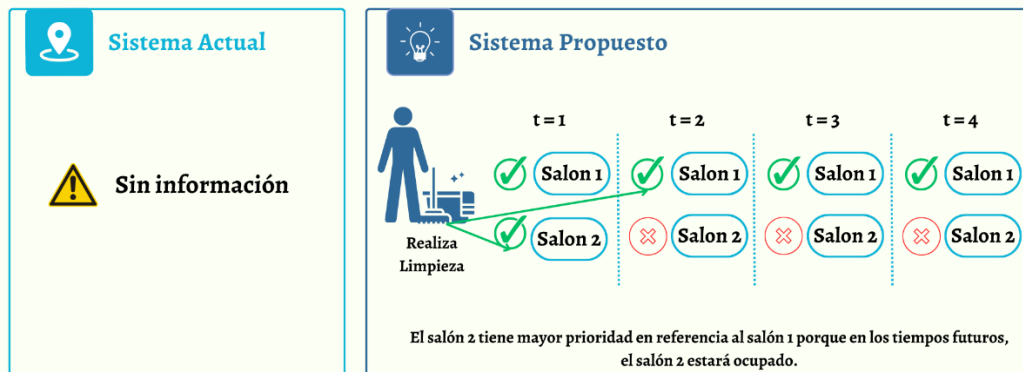 Sistema Actual
Sin información
Sistema Propuesto
t = 1
t = 2
t = 3
t = 4
Salon 1
Salon 1
Salon 1
Salon 1
Salon 2
Salon 2
Salon 2
Salon 2
Realiza
Limpieza
El salón 2 tiene mayor prioridad en referencia al salón 1 porque en los tiempos futuros,
el salón 2 estará ocupado.